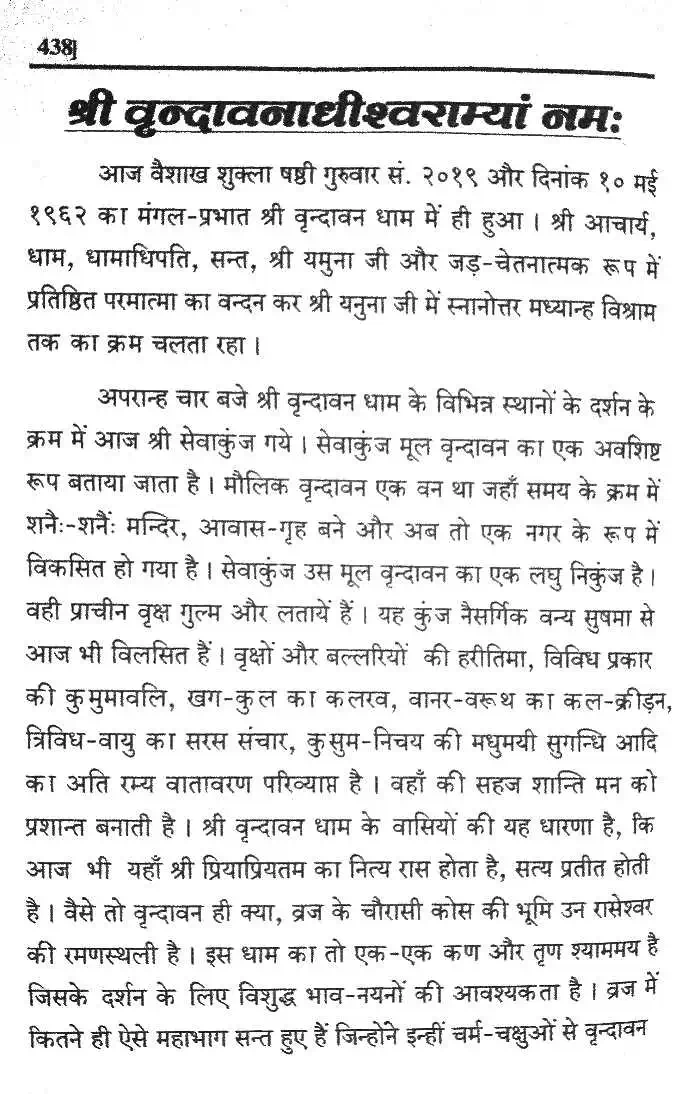 438]
श्री वृन्दावनाधीश्वराम्यां नमः
आज वैशाख शुक्ला षष्ठी गुरुवार सं. २०१९ और दिनांक १० मई
१९६२ का मंगल-प्रभात श्री वृन्दावन धाम में ही हुआ । श्री आचार्य,
धाम, धामाधिपति, सन्त, श्री यमुना जी और जड़-चेतनात्मक रूप में
प्रतिष्ठित परमात्मा का वन्दन कर श्री यनुना जी में स्नानोत्तर मध्यान्ह विश्राम
तक का क्रम चलता रहा ।
अपरान्ह चार बजे श्री वृन्दावन धाम के विभिन्न स्थानों के दर्शन के
क्रम में आज श्री सेवाकुंज गये । सेवाकुंज मूल वृन्दावन का एक अवशिष्ट
रूप बताया जाता है । मौलिक वृन्दावन एक वन था जहाँ समय के क्रम में
शनैः-शनैंः मन्दिर, आवास-गृह बने और अब तो एक नगर के रूप में
विकसित हो गया है । सेवाकुंज उस मूल वृन्दावन का एक लघु निकुंज है ।
वही प्राचीन वृक्ष गुल्म और लतायें हैं । यह कुंज नैसर्गिक वन्य सुषमा से
आज भी विलसित हैं । वृक्षों और बल्लरियों की हरीतिमा, विविध प्रकार
की कुमुमावलि, खग-कुल का कलरव, वानर-वरूथ का कल-क्रीड़न,
त्रिविध-वायु का सरस संचार, कुसुम-निचय की मधुमयी सुगन्धि आदि
का अति रम्य वातावरण परिव्याप्त है । वहाँ की सहज शान्ति मन को
प्रशान्त बनाती है । श्री वृन्दावन धाम के वासियों की यह धारणा है, कि
आज भी यहाँ श्री प्रियाप्रियतम का नित्य रास होता है, सत्य प्रतीत होती
है । वैसे तो वृन्दावन ही क्या, व्रज के चौरासी कोस की भूमि उन रासेश्वर
की रमणस्थली है । इस धाम का तो एक-एक कण और तृण श्याममय है
जिसके दर्शन के लिए विशुद्ध भाव-नयनों की आवश्यकता है । व्रज में
कितने ही ऐसे महाभाग सन्त हुए हैं जिन्होने इन्हीं चर्म-चक्षुओं से वृन्दावन